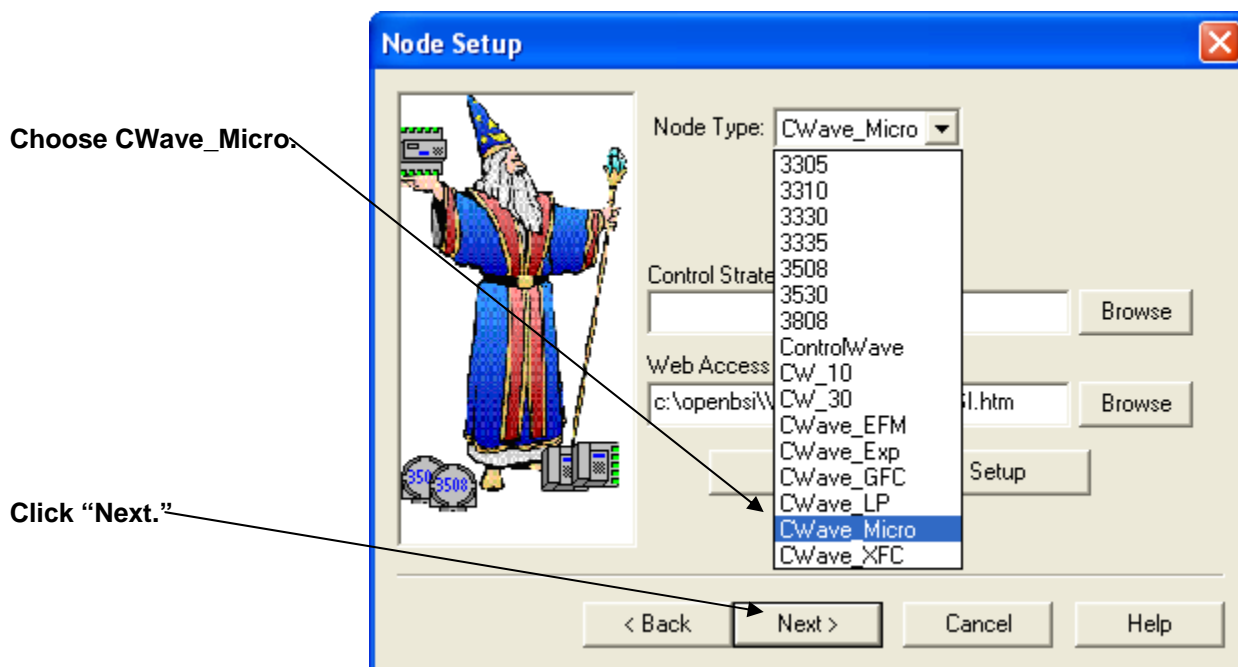 Node Setup
Choose CWave_Micro.
Node Type: CWave_Micro
3305
3310
3330
3335
3508
3530
3808
ControlWave
CW_10
CW_30
CWave_EFM
CWave_Exp
CWave_GFC
CWave_LP
CWave_Micro
CWave_XFC
Control Strate
Browse
Web Access
c:\openbsi\ .htm
Browse
Setup
350
3508
Click “Next.”
< Back
Next >
Cancel
Help